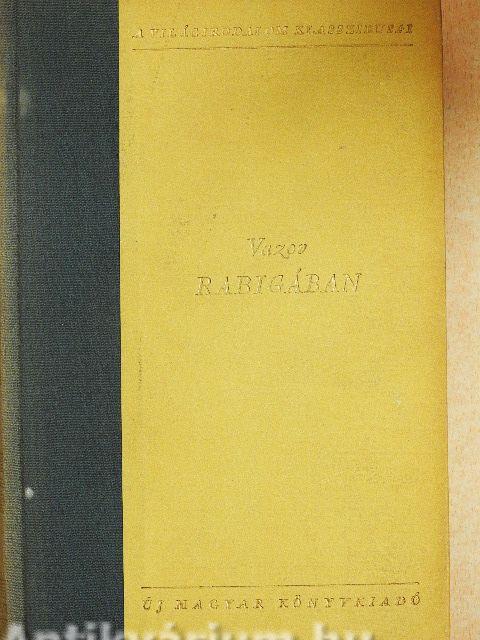 A VILÁGIRODALOM KLASSZIKUSAI
Vazov
RABIGÁBAN
ÚJ MAGYAR KÖNYVKIADÓ
Antikvárium.hu